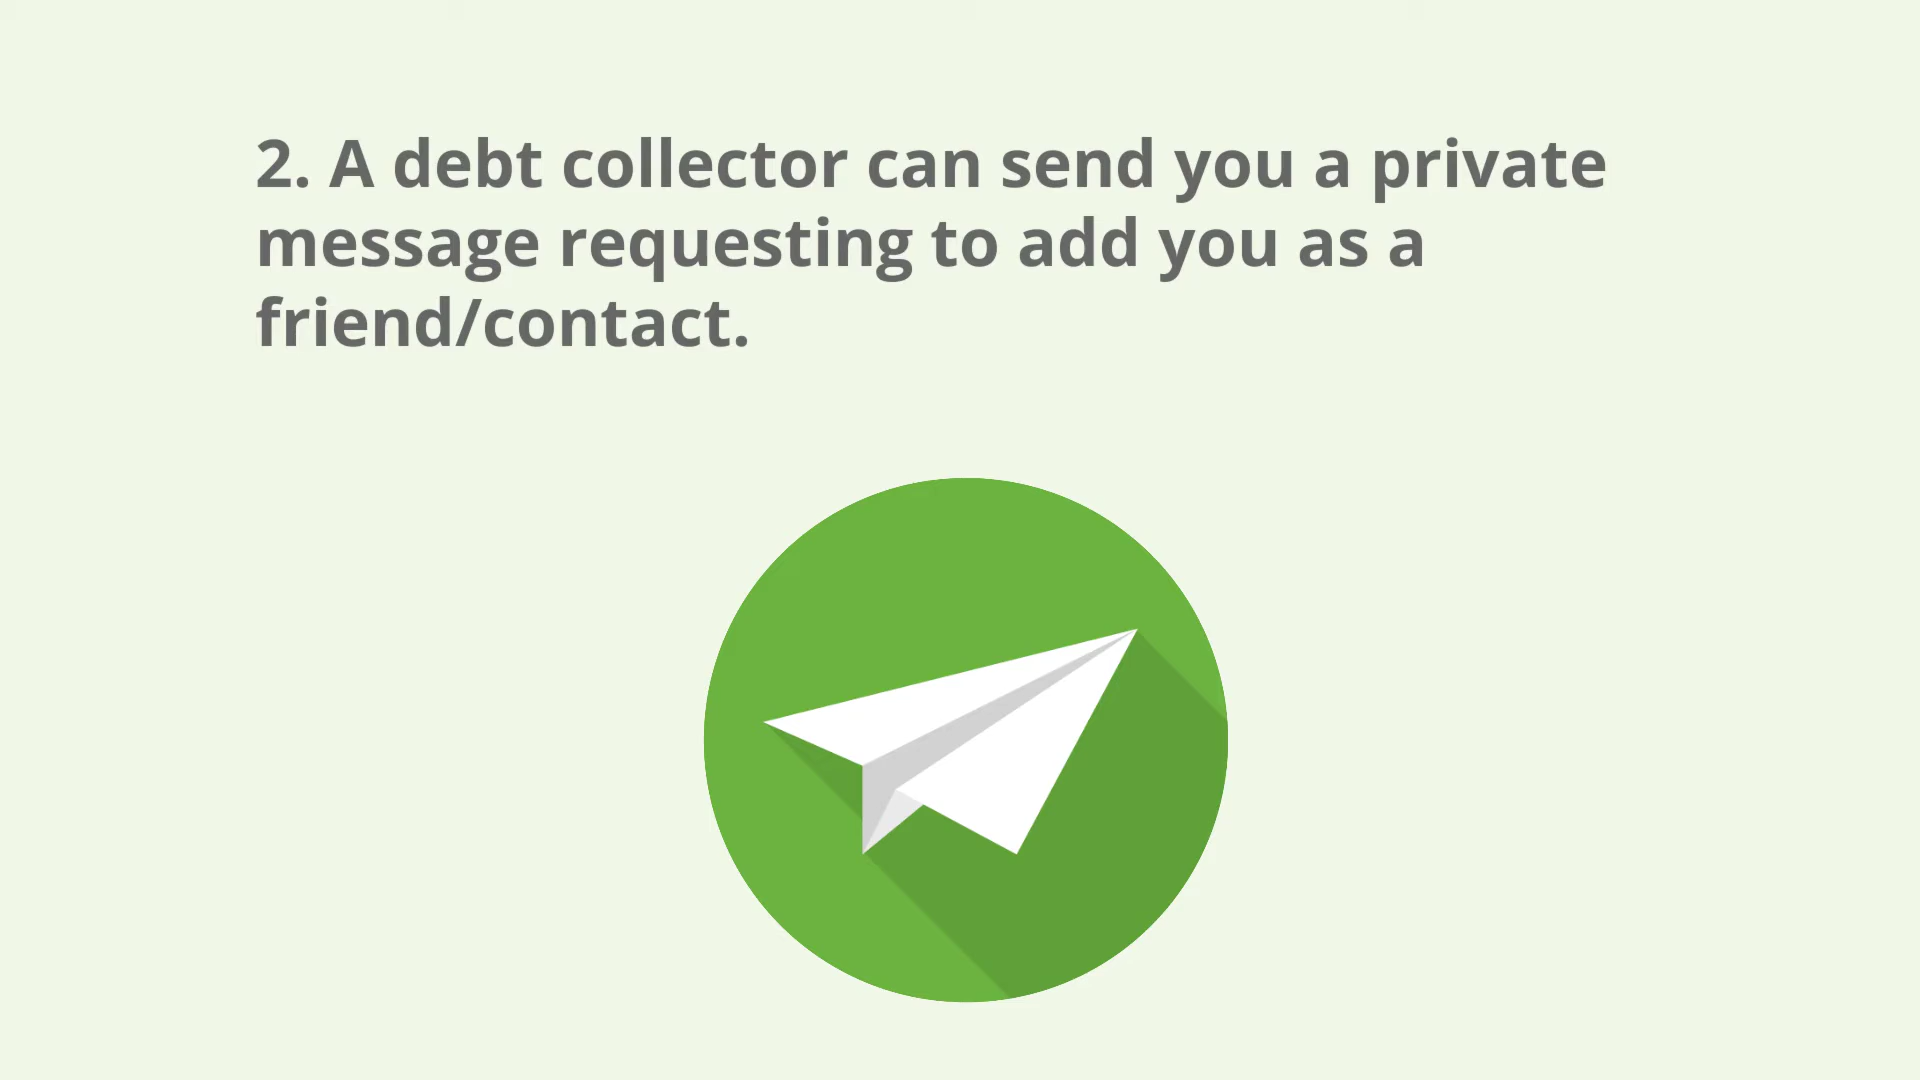 2. A debt collector can send you a private
message requesting to add you as a
friend/contact.